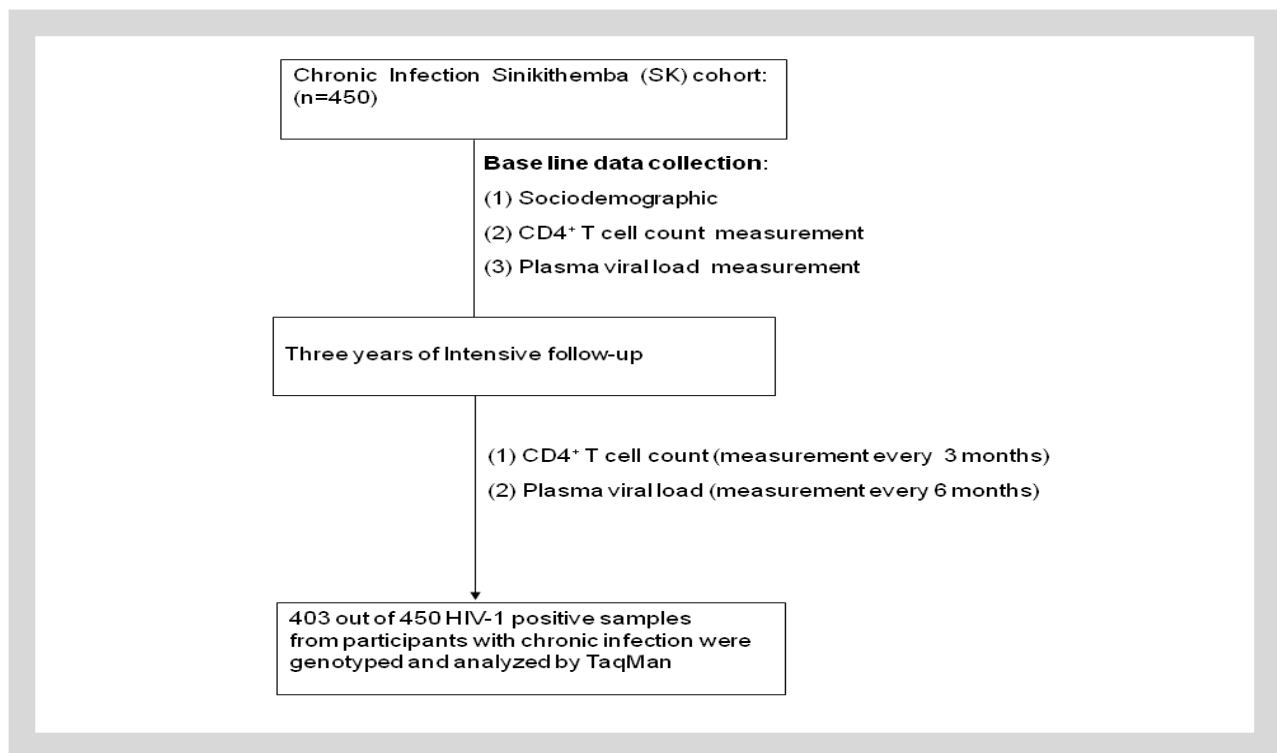 Chronic Infection Sinikithemba (SK) cohort:
(n=450)
Base line data collection:
(1) Sociodemographic
(2) CD4⁺ T cell count measurement
(3) Plasma viral load measurement
Three years of Intensive follow-up
(1) CD4⁺ T cell count (measurement every 3 months)
(2) Plasma viral load (measurement every 6 months)
403 out of 450 HIV-1 positive samples
from participants with chronic infection were
genotyped and analyzed by TaqMan